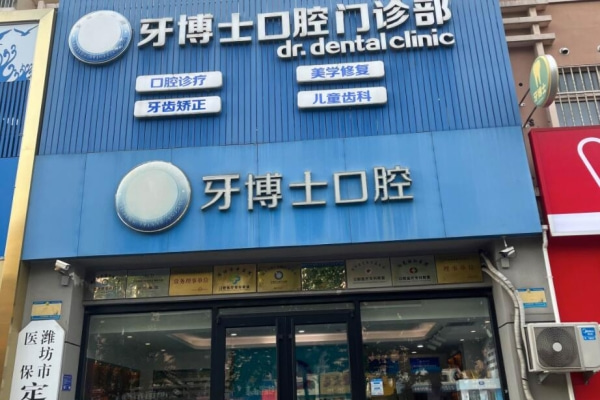 牙博士口腔门诊部
dr. dental clinic
口腔诊疗
美学修复
牙齿矫正
儿童齿科
牙博士口腔
潍坊市
医保定